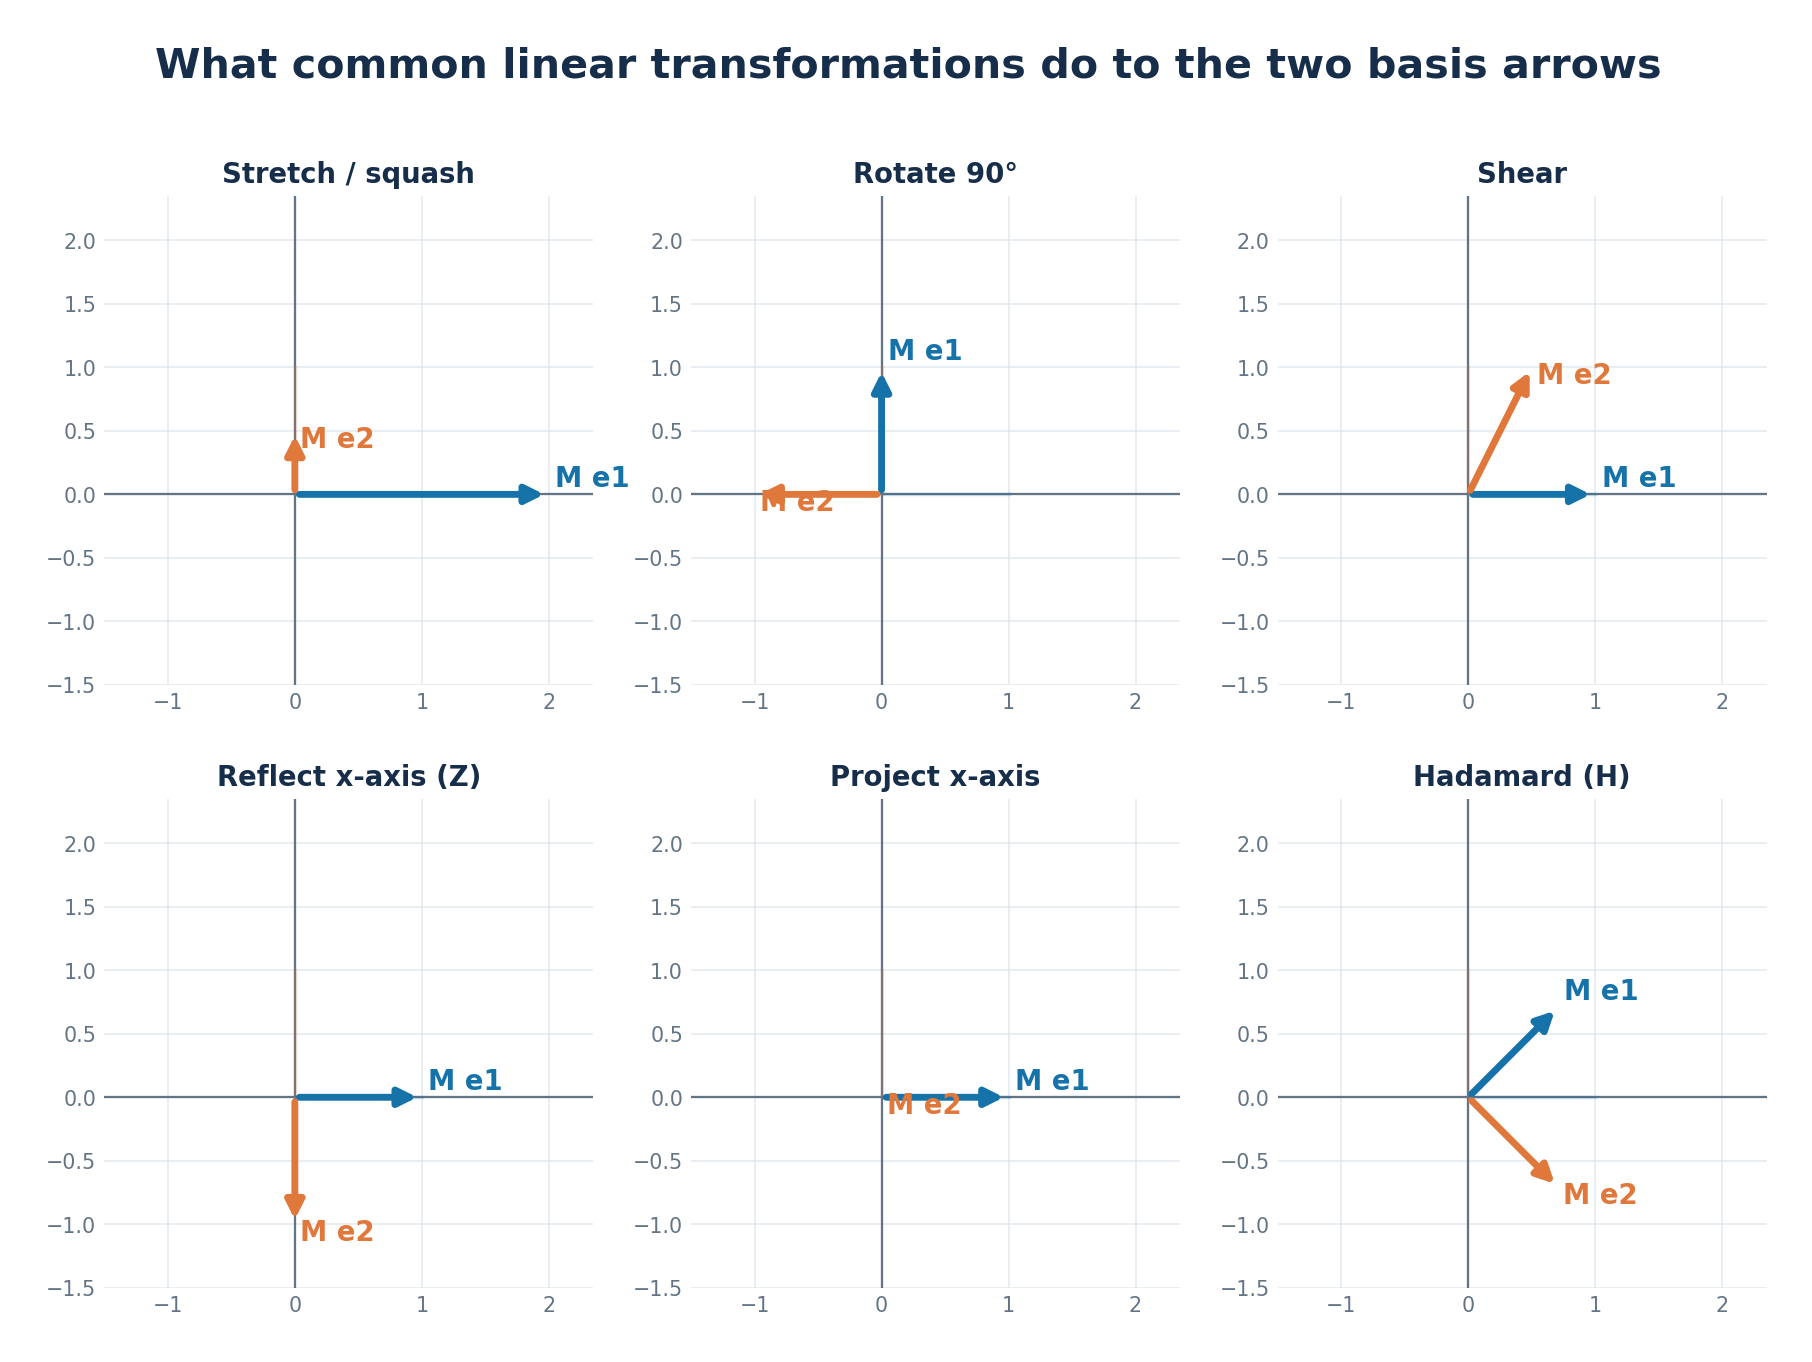 What common linear transformations do to the two basis arrows
Stretch / squash
2.0
1.5
1.0
0.5
0.0
−0.5
−1.0
−1.5
−1 0 1 2
M e2
M e1
Rotate 90°
2.0
1.5
1.0
0.5
0.0
−0.5
−1.0
−1.5
−1 0 1 2
M e1
M e2
Shear
2.0
1.5
1.0
0.5
0.0
−0.5
−1.0
−1.5
−1 0 1 2
M e2
M e1
Reflect x-axis (Z)
2.0
1.5
1.0
0.5
0.0
−0.5
−1.0
−1.5
−1 0 1 2
M e1
M e2
Project x-axis
2.0
1.5
1.0
0.5
0.0
−0.5
−1.0
−1.5
−1 0 1 2
M e1
M e2
Hadamard (H)
2.0
1.5
1.0
0.5
0.0
−0.5
−1.0
−1.5
−1 0 1 2
M e1
M e2